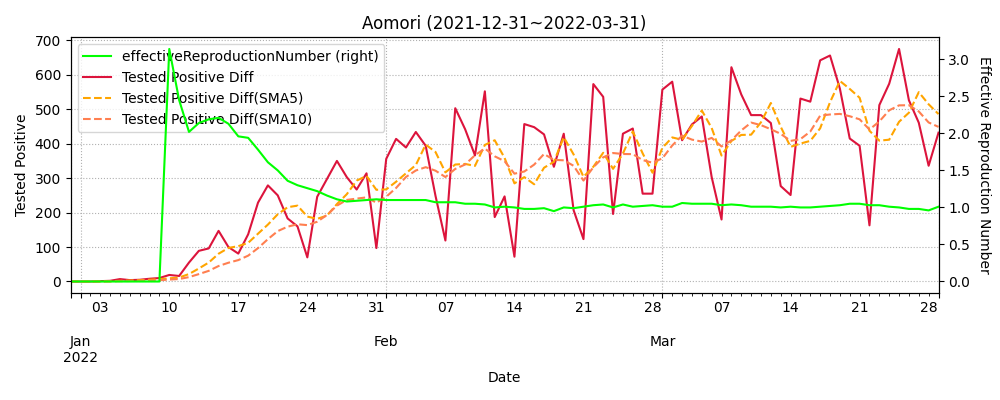 Aomori (2021-12-31~2022-03-31)
effectiveReproductionNumber (right)
Tested Positive Diff
Tested Positive Diff(SMA5)
Tested Positive Diff(SMA10)
Tested Positive
700
600
500
400
300
200
100
0
Effective Reproduction Number
3.0
2.5
2.0
1.5
1.0
0.5
0.0
03 10 17 24 31 07 14 21 28 07 14 21 28
Jan Feb Mar
2022
Date